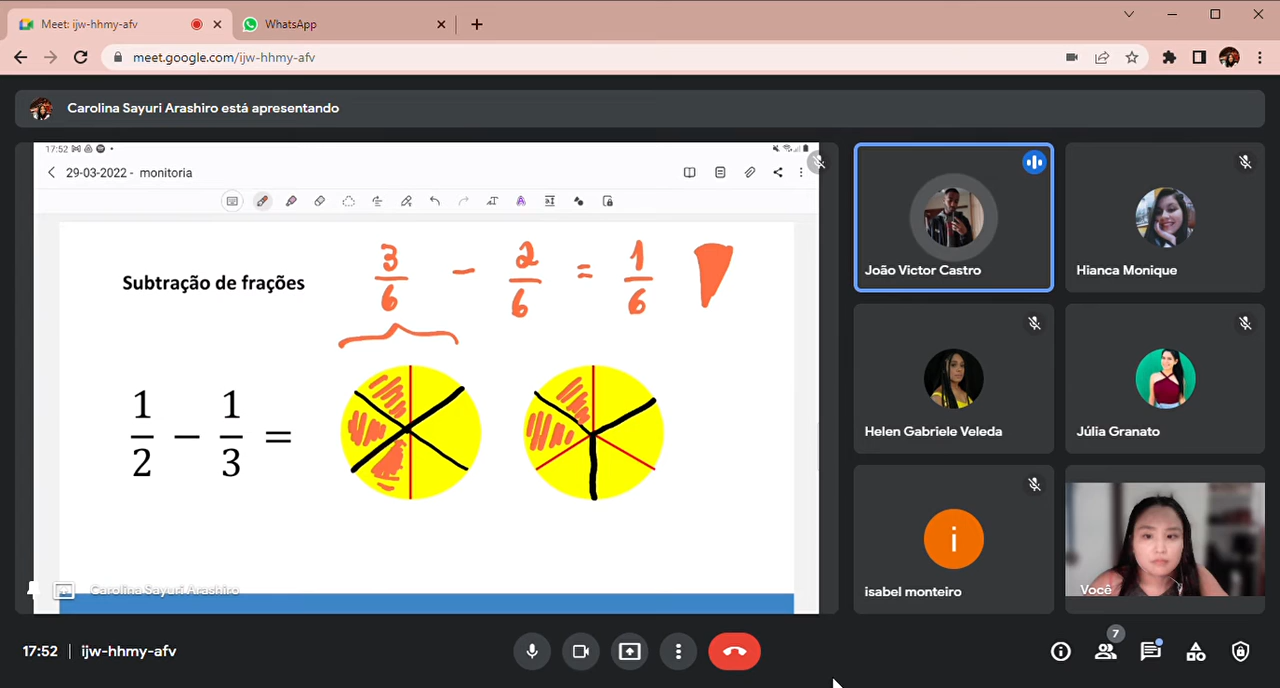 Meet: ijw-hhmy-afv
WhatsApp
meet.google.com/ijw-hhmy-afv
Carolina Sayuri Arashiro está apresentando
17:52
29-03-2022 - monitoria
Subtração de frações
3/6 - 2/6 = 1/6
1/2 − 1/3 =
Carolina Sayuri Arashiro
João Victor Castro
Hianca Monique
Helen Gabriele Veleda
Júlia Granato
i
isabel monteiro
Você
17:52 | ijw-hhmy-afv
7